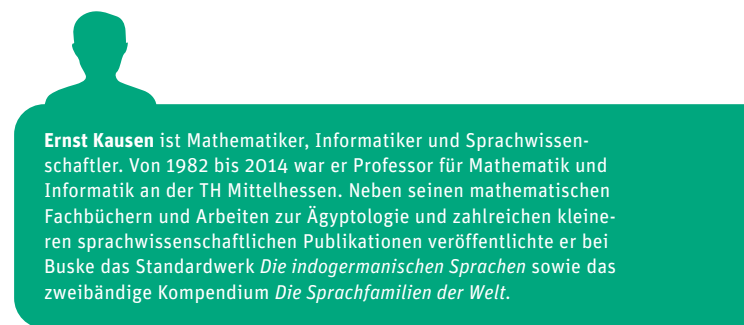 Ernst Kausen ist Mathematiker, Informatiker und Sprachwissen-
schaftler. Von 1982 bis 2014 war er Professor für Mathematik und
Informatik an der TH Mittelhessen. Neben seinen mathematischen
Fachbüchern und Arbeiten zur Ägyptologie und zahlreichen kleine-
ren sprachwissenschaftlichen Publikationen veröffentlichte er bei
Buske das Standardwerk Die indogermanischen Sprachen sowie das
zweibändige Kompendium Die Sprachfamilien der Welt.